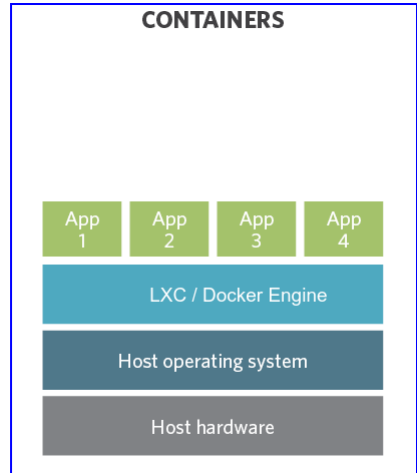 CONTAINERS
App App App App
1 2 3 4
LXC / Docker Engine
Host operating system
Host hardware